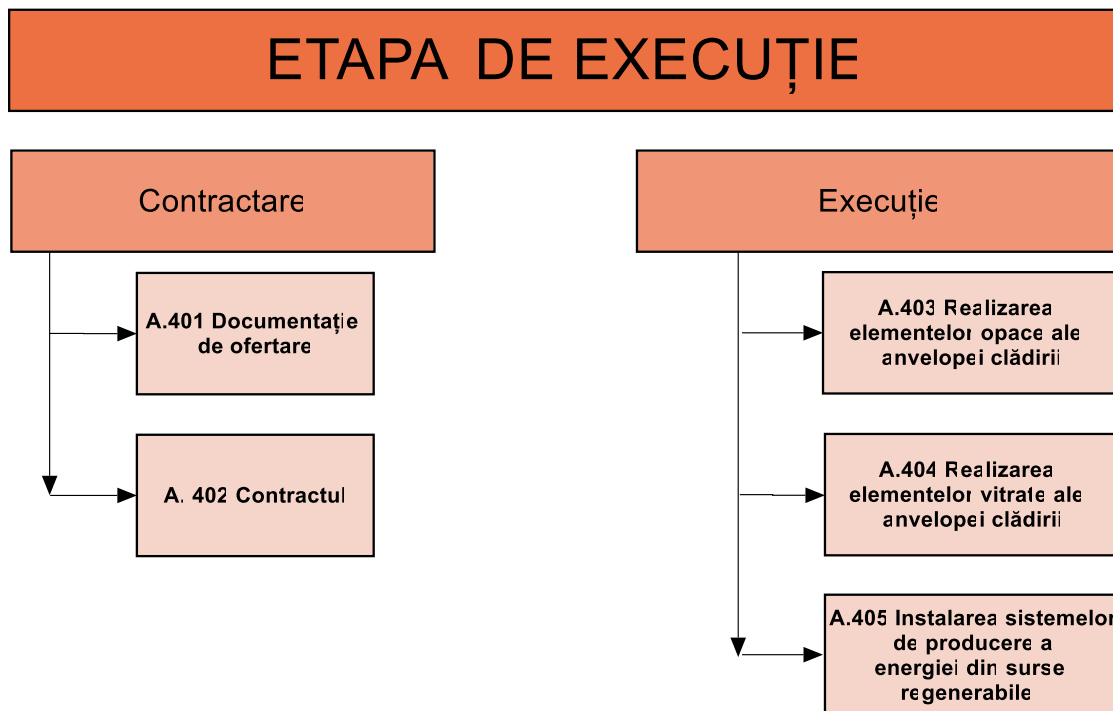 ETAPA DE EXECUȚIE
Contractare
A.401 Documentație
de ofertare
A. 402 Contractul
Execuție
A.403 Realizarea
elementelor opace ale
anvelopei clădirii
A.404 Realizarea
elementelor vitrate ale
anvelopei clădirii
A.405 Instalarea sistemelor
de producere a
energiei din surse
regenerabile